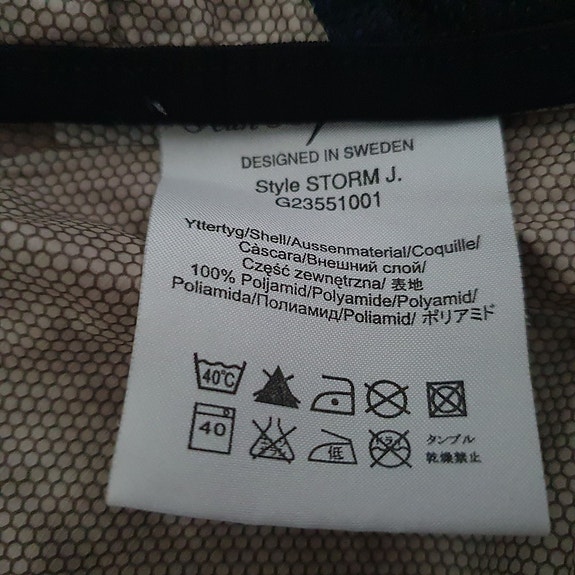 DESIGNED IN SWEDEN
Style STORM J.
G23551001
Yttertyg/Shell/Aussenmaterial/Coquille/
Càscara/Внешний слой/
Część zewnętrzna/ 表地
100% Poljamid/Polyamide/Polyamid/
Poliamida/Полиамид/Poliamid/ ポリアミド
40°C
40 低 タンブル
乾燥禁止